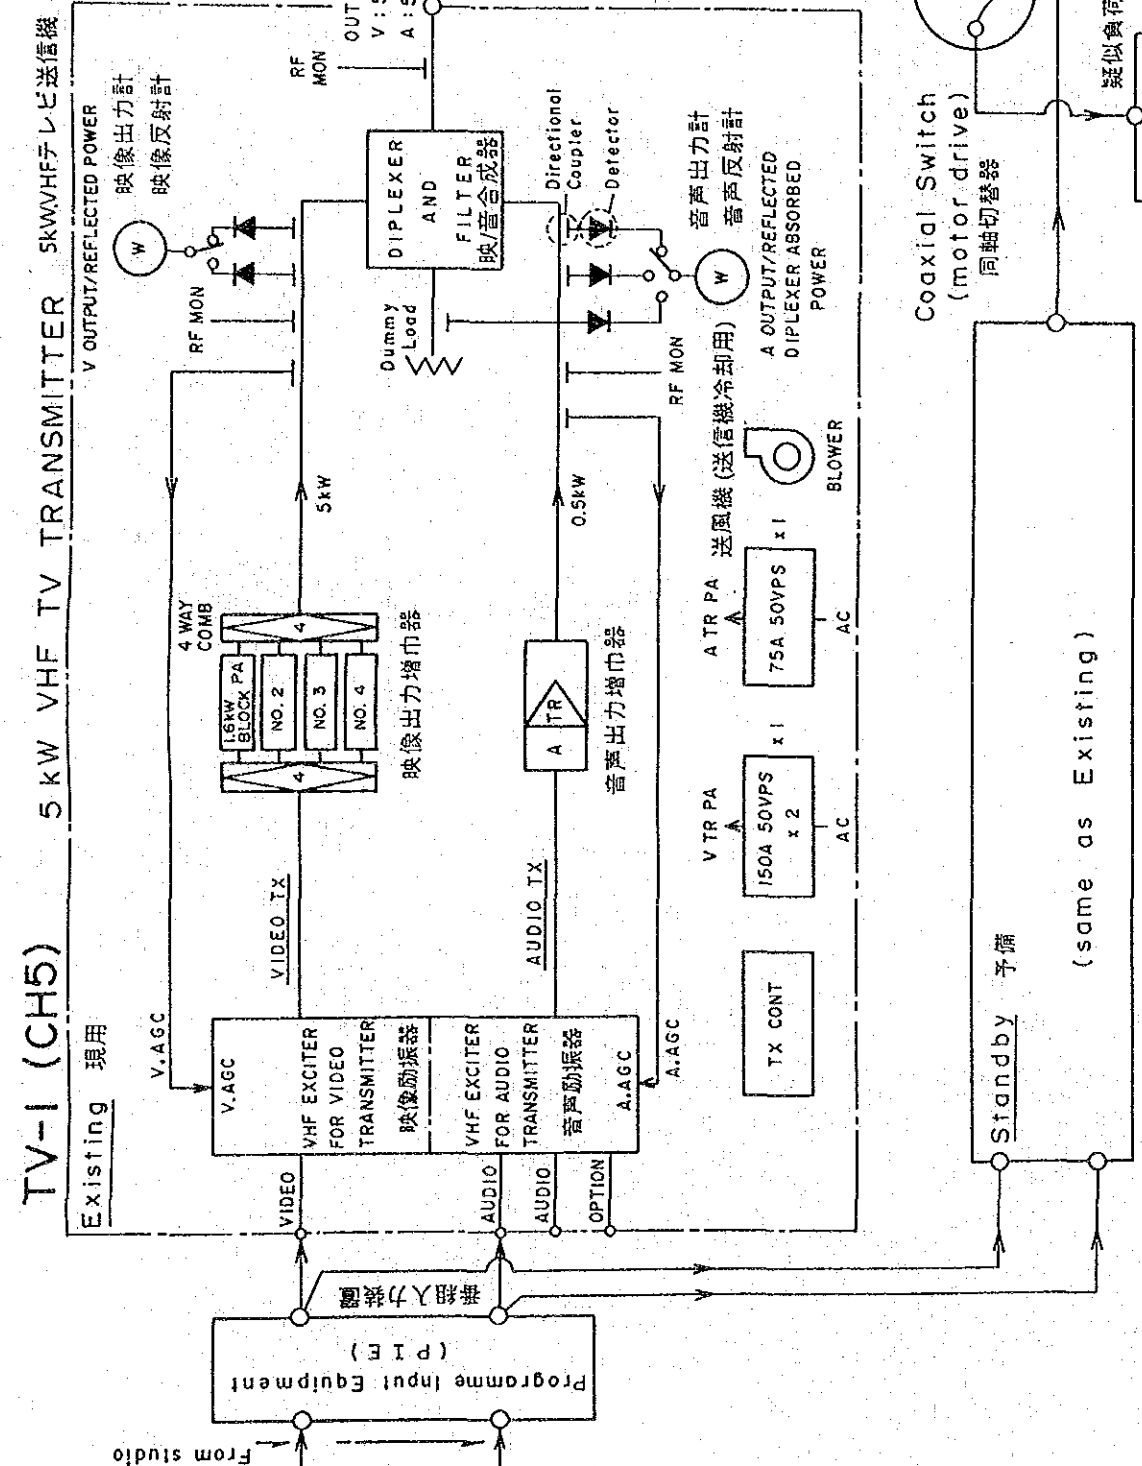 TV-1 (CH5)
5 kW VHF TV TRANSMITTER 5kW.VHFテレビ送信機
Existing 現用
V OUTPUT/REFLECTED POWER
映像出力計
映像反射計
W
RF MON
RF
MON
V.AGC
V.AGC
VHF EXCITER
FOR VIDEO
TRANSMITTER
映像励振器
VHF EXCITER
FOR AUDIO
TRANSMITTER
音声励振器
A.AGC
A.AGC
VIDEO
AUDIO
AUDIO
OPTION
VIDEO TX
4
1.6kW
BLOCK PA
NO. 2
NO. 3
NO. 4
4
4 WAY
COMB
映像出力増巾器
5kW
AUDIO TX
A
TR
音声出力増巾器
0.5kW
Dummy
Load
DIPLEXER
AND
FILTER
映/音合成器
Directional
Coupler
Detector
W
音声出力計
音声反射計
A OUTPUT/REFLECTED
DIPLEXER ABSORBED
POWER
RF MON
TX CONT
V TR PA
150A 50VPS
x 2
x 1
AC
A TR PA
75A 50VPS
x 1
AC
送風機 (送信機冷却用)
BLOWER
From studio
Programme Input Equipment
(PIE)
番組入力装置
Standby 予備
(same as Existing)
Coaxial Switch
(motor drive)
同軸切替器
疑似負荷